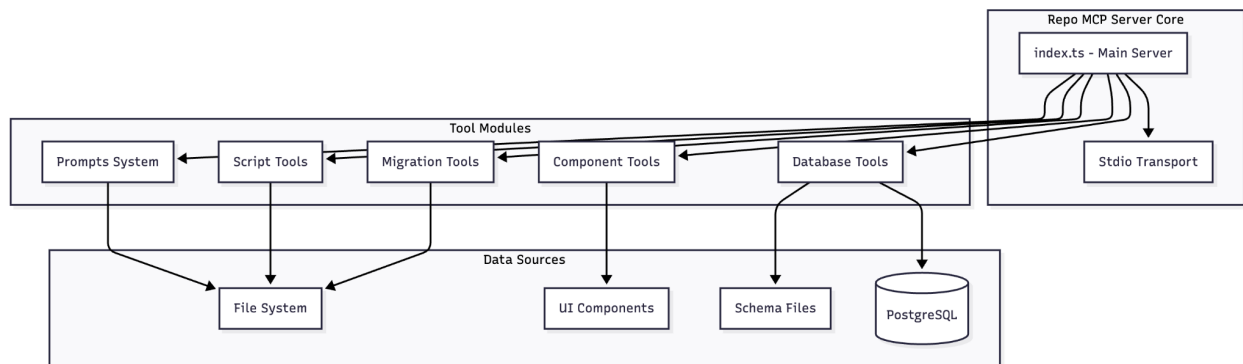 Repo MCP Server Core
index.ts - Main Server
Stdio Transport
Tool Modules
Prompts System
Script Tools
Migration Tools
Component Tools
Database Tools
Data Sources
File System
UI Components
Schema Files
PostgreSQL